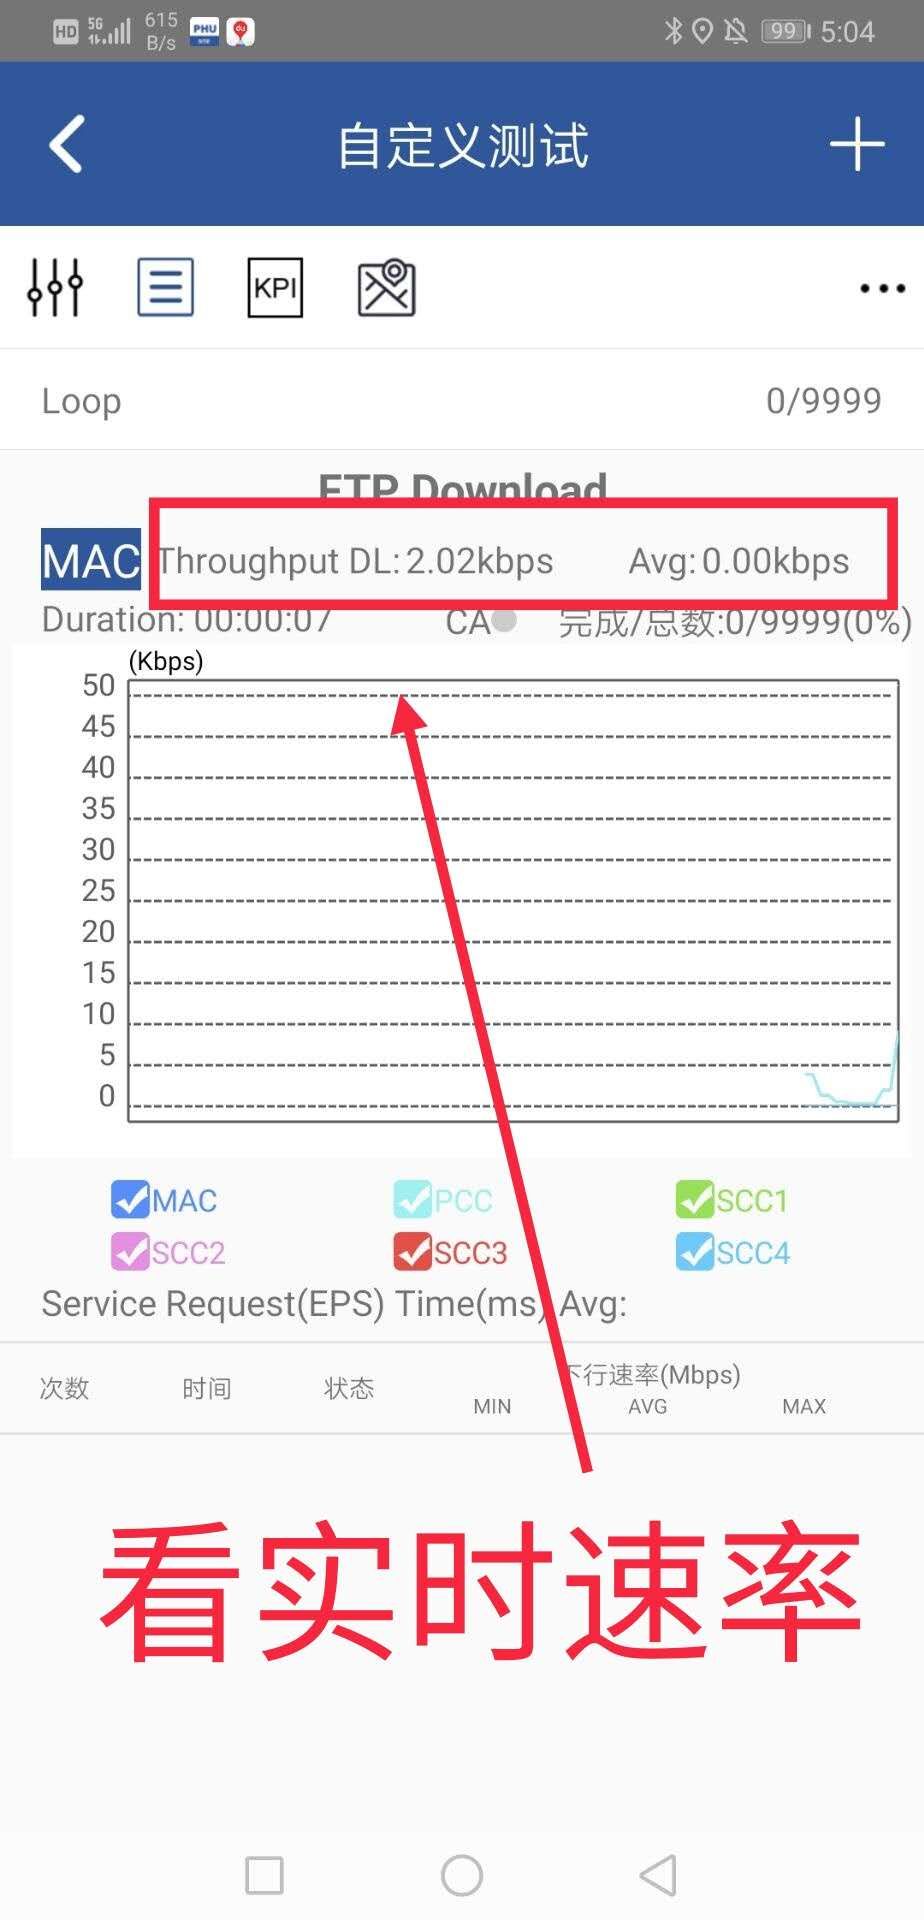 HD 5G 615 B/s PHU 99 5:04
自定义测试
KPI
Loop 0/9999
FTP Download
MAC Throughput DL: 2.02kbps Avg: 0.00kbps
Duration: 00:00:07 CA 完成/总数:0/9999(0%)
(Kbps)
50
45
40
35
30
25
20
15
10
5
0
MAC PCC SCC1
SCC2 SCC3 SCC4
Service Request(EPS) Time(ms) Avg:
次数 时间 状态 下行速率(Mbps)
MIN AVG MAX
看实时速率